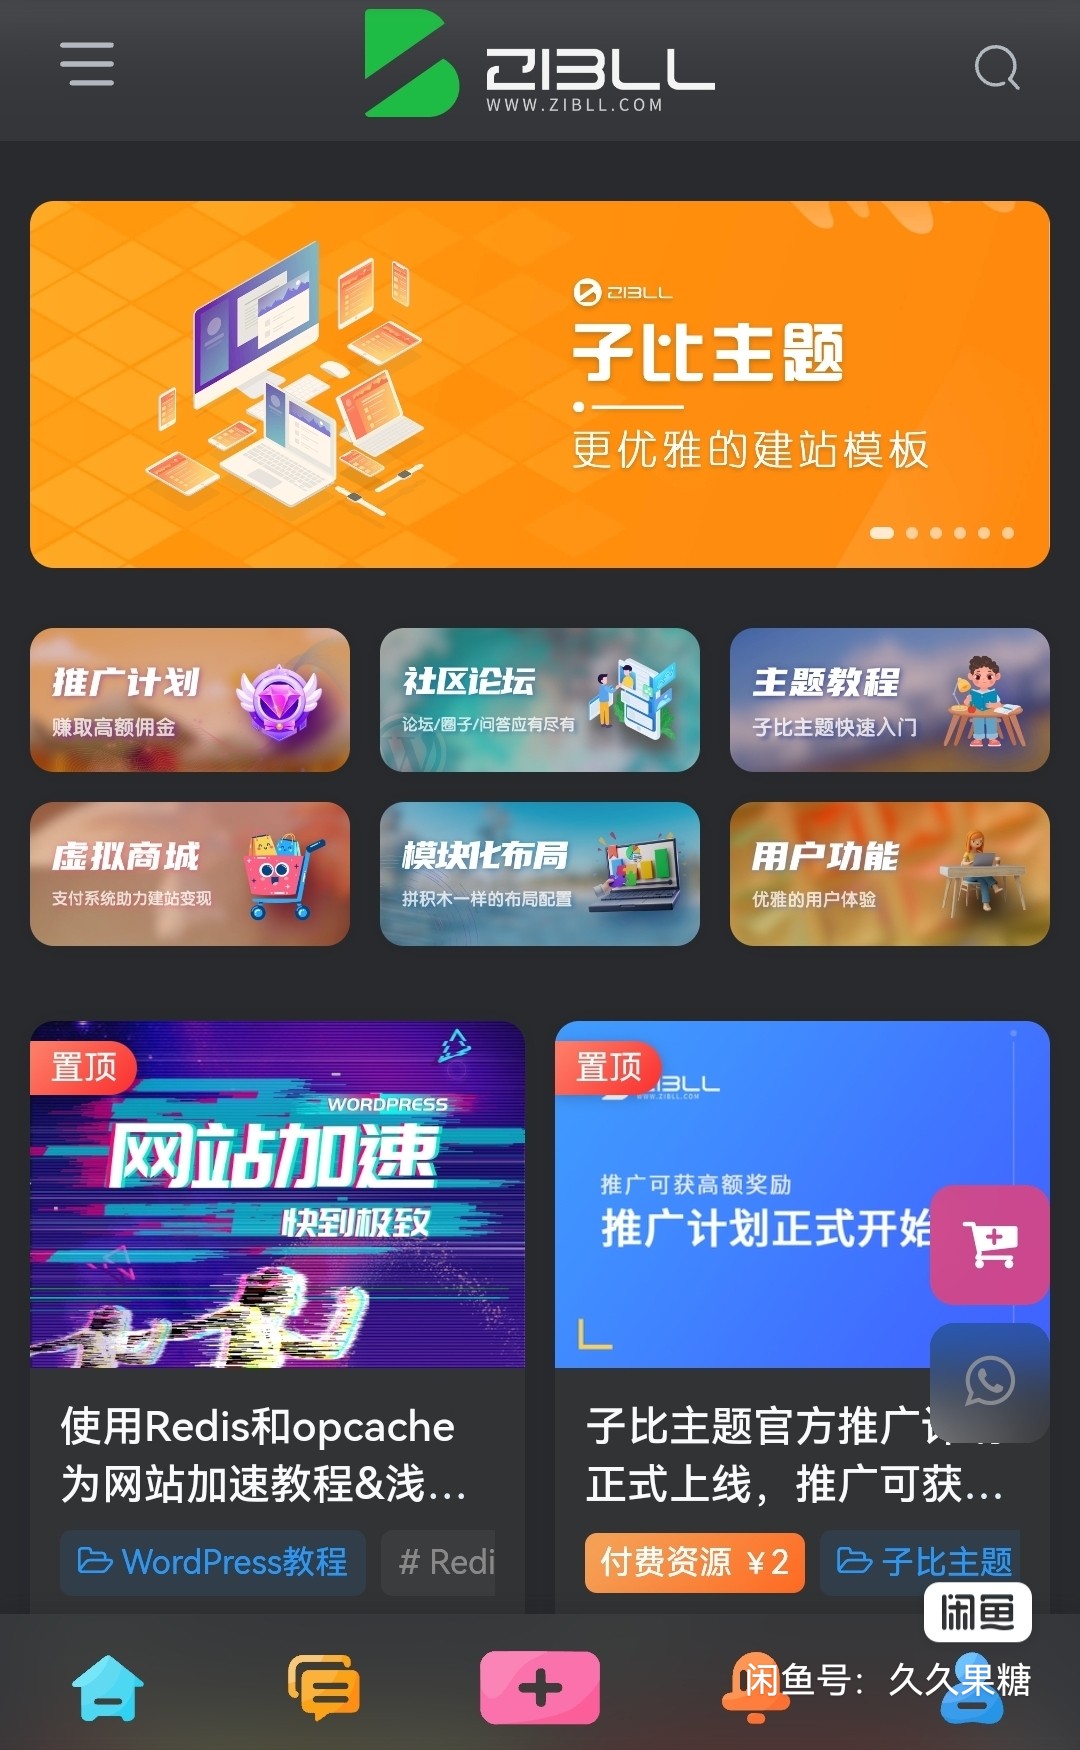 ZIBLL
WWW.ZIBLL.COM
ZIBLL
子比主题
更优雅的建站模板
推广计划
赚取高额佣金
社区论坛
论坛/圈子/问答应有尽有
主题教程
子比主题快速入门
虚拟商城
支付系统助力建站变现
模块化布局
拼积木一样的布局配置
用户功能
优雅的用户体验
置顶
WORDPRESS
网站加速
快到极致
置顶
ZIBLL
WWW.ZIBLL.COM
推广可获高额奖励
推广计划正式开始
使用Redis和opcache
为网站加速教程&浅...
WordPress教程
# Redi
子比主题官方推广计划
正式上线，推广可获...
付费资源 ￥2
子比主题
闲鱼
闲鱼号：久久果糖